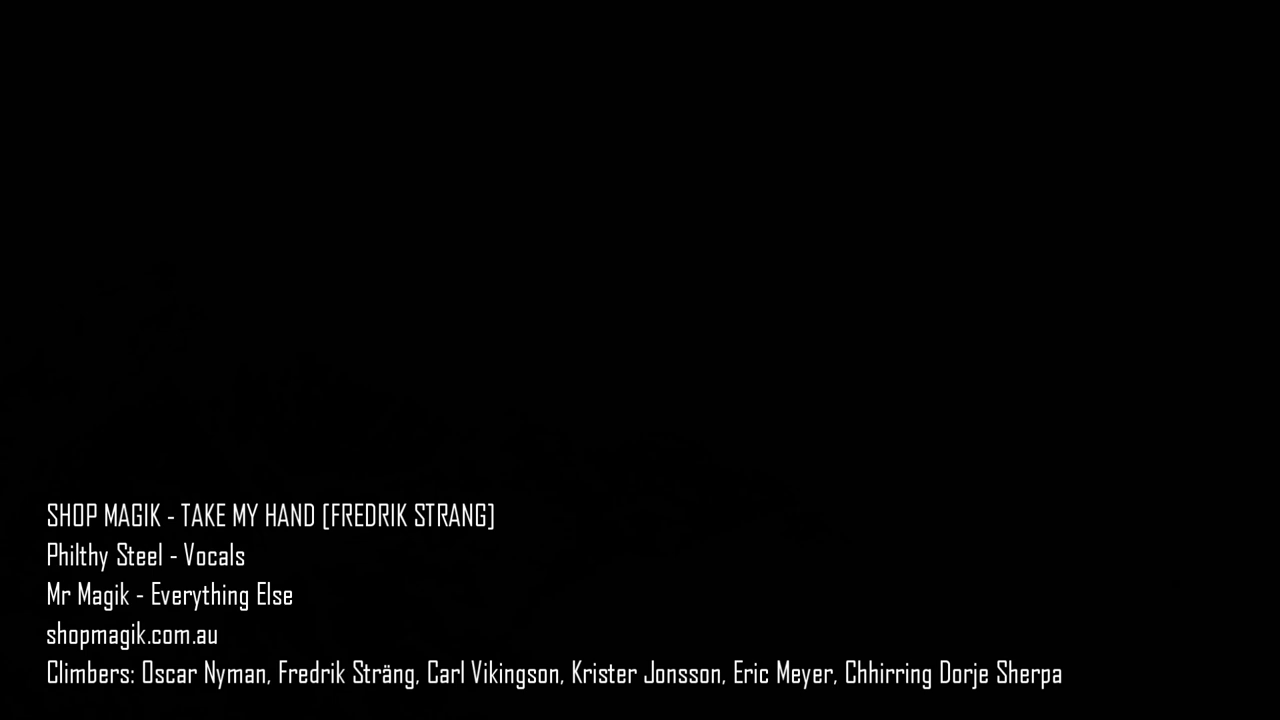 SHOP MAGIK - TAKE MY HAND [FREDRIK STRANG]
Philthy Steel - Vocals
Mr Magik - Everything Else
shopmagik.com.au
Climbers: Oscar Nyman, Fredrik Sträng, Carl Vikingson, Krister Jonsson, Eric Meyer, Chhirring Dorje Sherpa